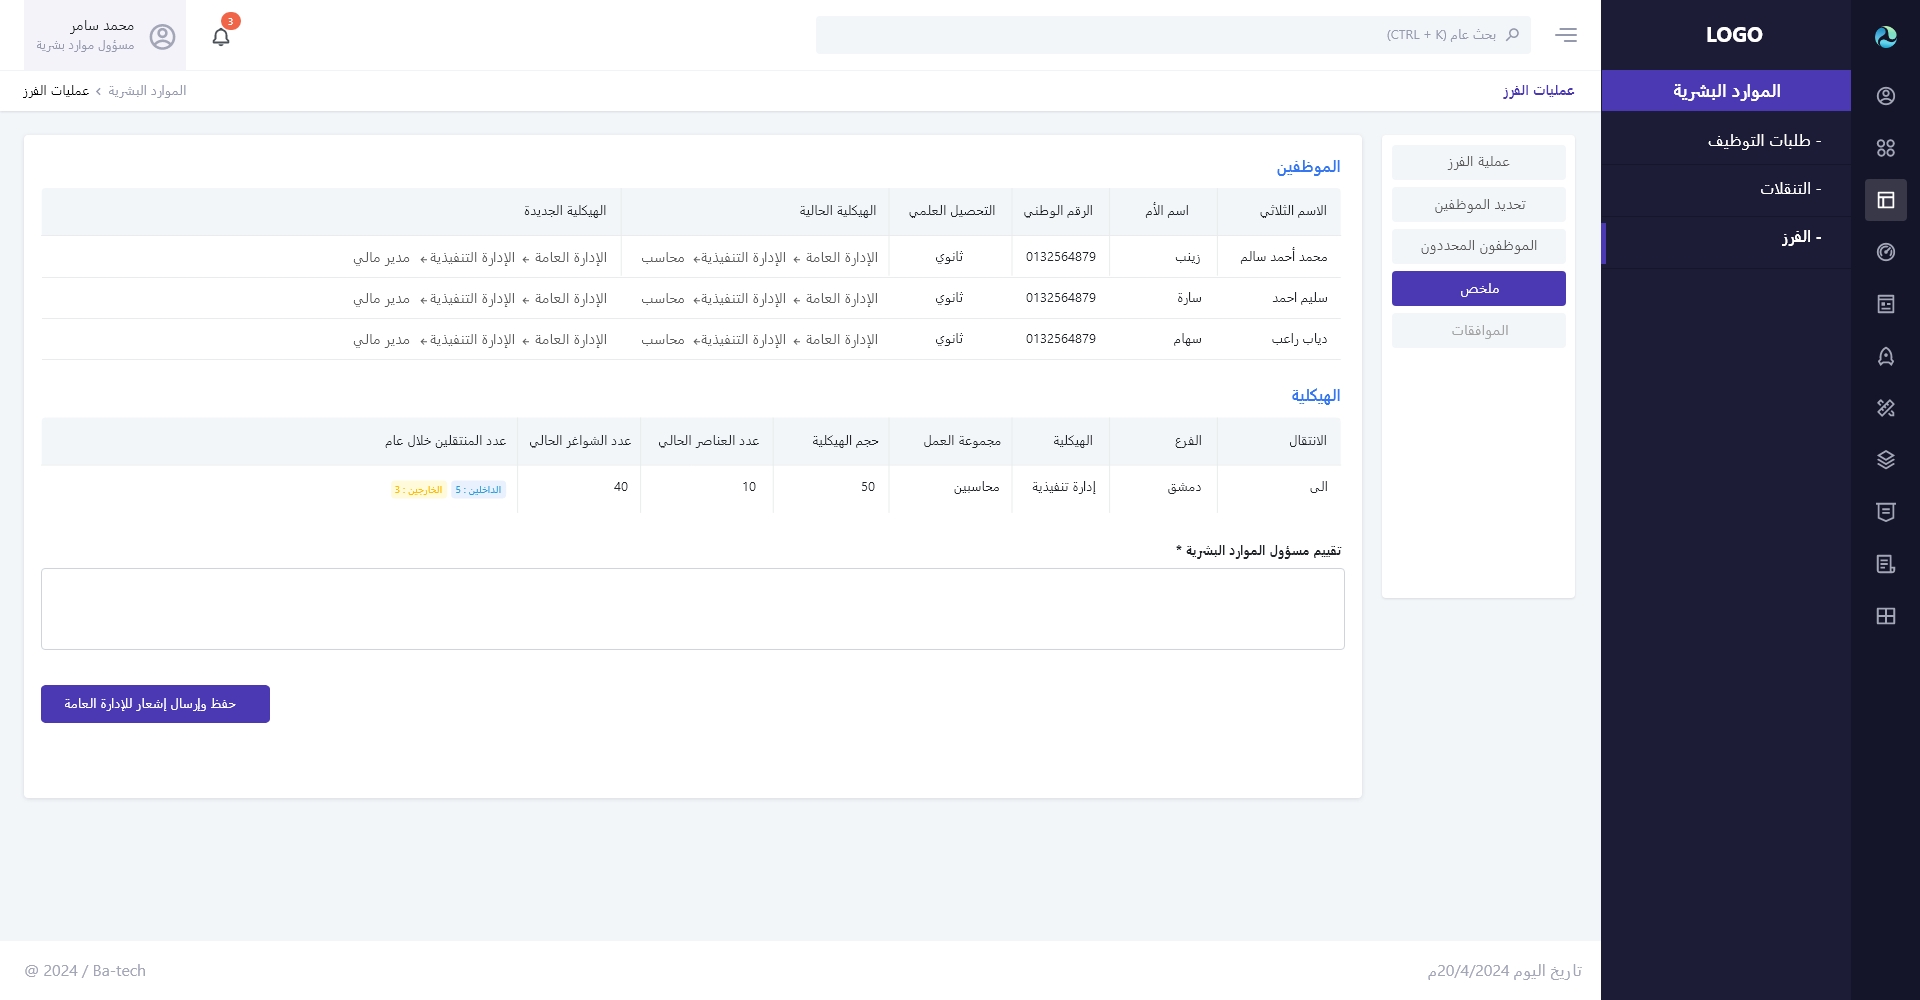 LOGO
الموارد البشرية
- طلبات التوظيف
- التنقلات
- الفرز
بحث عام (CTRL + K)
3
محمد سامر
مسؤول موارد بشرية
عمليات الفرز
الموارد البشرية › عمليات الفرز
عملية الفرز
تحديد الموظفين
الموظفون المحددون
ملخص
الموافقات
الموظفين
الاسم الثلاثي اسم الأم الرقم الوطني التحصيل العلمي الهيكلية الحالية الهيكلية الجديدة
محمد أحمد سالم زينب 0132564879 ثانوي الإدارة العامة ← الإدارة التنفيذية← محاسب الإدارة العامة ← الإدارة التنفيذية← مدير مالي
سليم احمد سارة 0132564879 ثانوي الإدارة العامة ← الإدارة التنفيذية← محاسب الإدارة العامة ← الإدارة التنفيذية← مدير مالي
دياب راغب سهام 0132564879 ثانوي الإدارة العامة ← الإدارة التنفيذية← محاسب الإدارة العامة ← الإدارة التنفيذية← مدير مالي
الهيكلية
الانتقال الفرع الهيكلية مجموعة العمل حجم الهيكلية عدد العناصر الحالي عدد الشواغر الحالي عدد المنتقلين خلال عام
الى دمشق إدارة تنفيذية محاسبين 50 10 40 الداخلين : 5 الخارجين : 3
تقييم مسؤول الموارد البشرية *
حفظ وإرسال إشعار للإدارة العامة
تاريخ اليوم 20/4/2024م
@ 2024 / Ba-tech